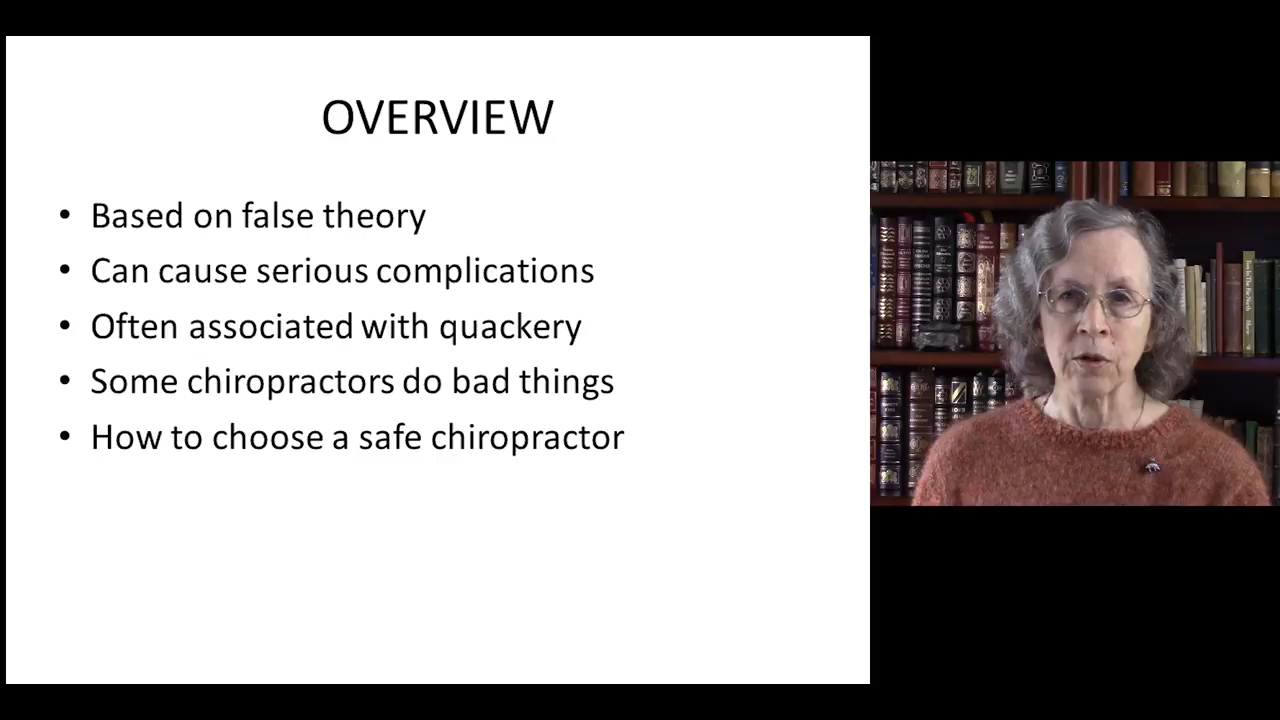 OVERVIEW
• Based on false theory
• Can cause serious complications
• Often associated with quackery
• Some chiropractors do bad things
• How to choose a safe chiropractor